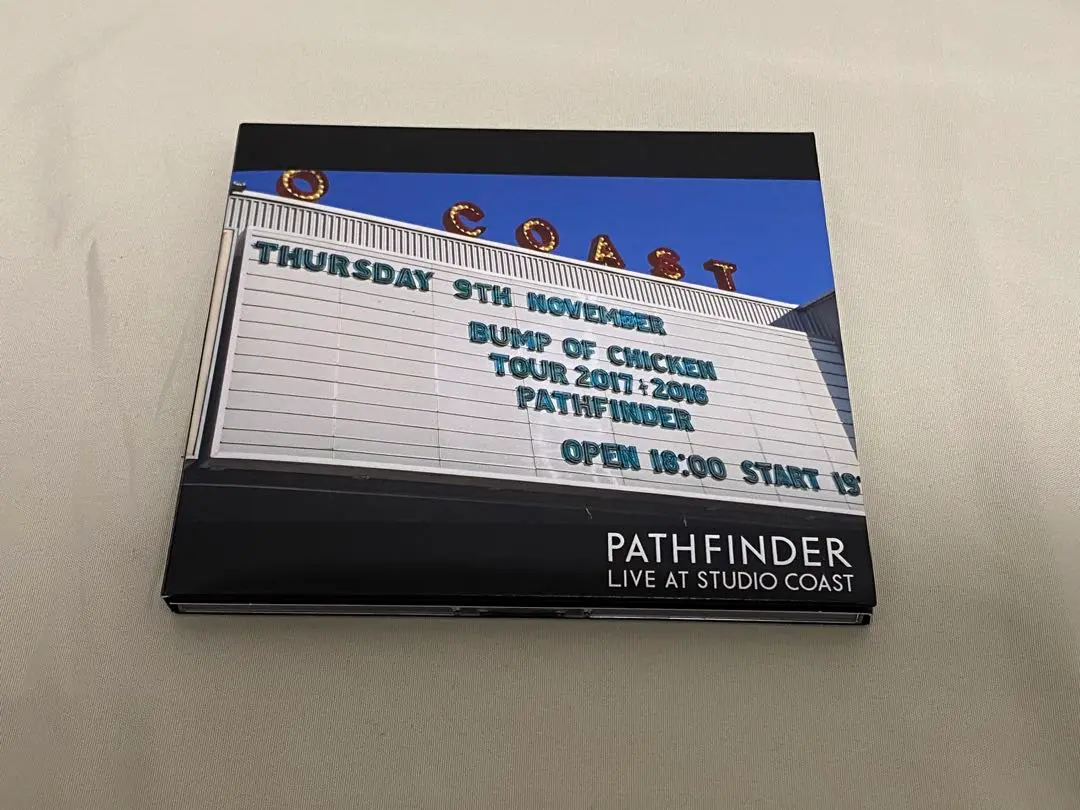 O COAST
THURSDAY 9TH NOVEMBER
BUMP OF CHICKEN
TOUR 2017-2018
PATHFINDER
OPEN 18:00 START 19:
PATHFINDER
LIVE AT STUDIO COAST